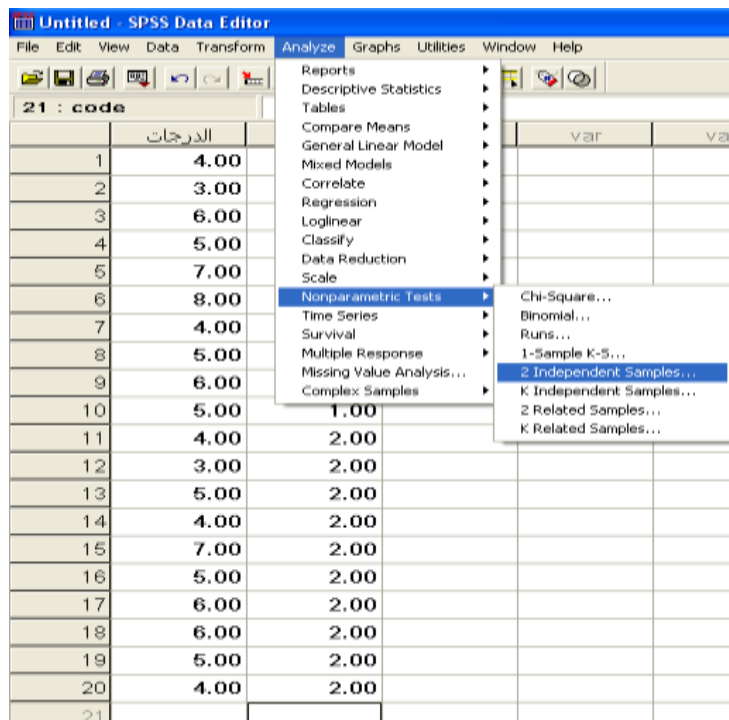 Untitled - SPSS Data Editor
File Edit View Data Transform Analyze Graphs Utilities Window Help
21 : code
الدرجات var va
1 4.00
2 3.00
3 6.00
4 5.00
5 7.00
6 8.00
7 4.00
8 5.00
9 6.00
10 5.00 1.00
11 4.00 2.00
12 3.00 2.00
13 5.00 2.00
14 4.00 2.00
15 7.00 2.00
16 5.00 2.00
17 6.00 2.00
18 6.00 2.00
19 5.00 2.00
20 4.00 2.00
21
Reports
Descriptive Statistics
Tables
Compare Means
General Linear Model
Mixed Models
Correlate
Regression
Loglinear
Classify
Data Reduction
Scale
Nonparametric Tests
Time Series
Survival
Multiple Response
Missing Value Analysis...
Complex Samples
Chi-Square...
Binomial...
Runs...
1-Sample K-S...
2 Independent Samples...
K Independent Samples...
2 Related Samples...
K Related Samples...